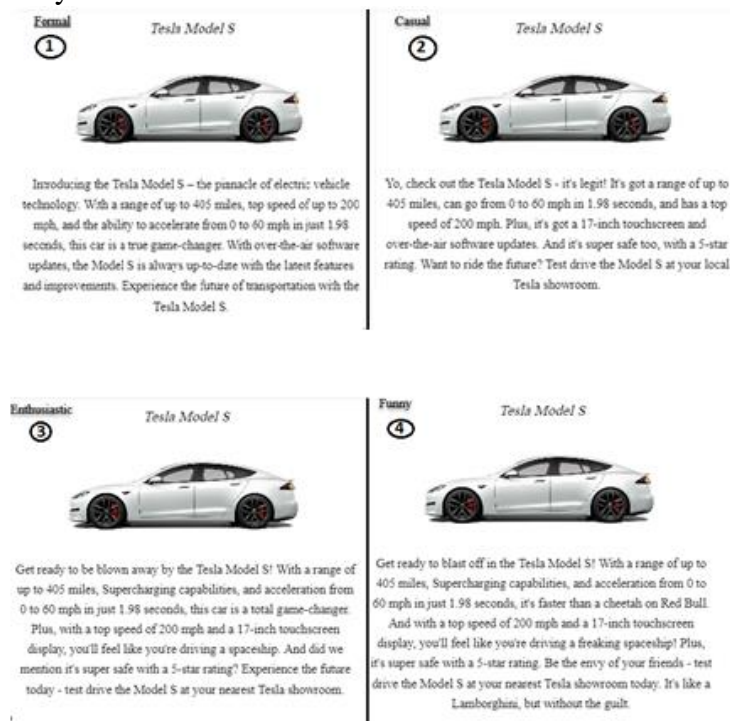 Formal
1
Tesla Model S
Introducing the Tesla Model S – the pinnacle of electric vehicle
technology. With a range of up to 405 miles, top speed of up to 200
mph, and the ability to accelerate from 0 to 60 mph in just 1.98
seconds, this car is a true game-changer. With over-the-air software
updates, the Model S is always up-to-date with the latest features
and improvements. Experience the future of transportation with the
Tesla Model S.
Casual
2
Tesla Model S
Yo, check out the Tesla Model S - it's legit! It's got a range of up to
405 miles, can go from 0 to 60 mph in 1.98 seconds, and has a top
speed of 200 mph. Plus, it's got a 17-inch touchscreen and
over-the-air software updates. And it's super safe too, with a 5-star
rating. Want to ride the future? Test drive the Model S at your local
Tesla showroom.
Enthusiastic
3
Tesla Model S
Get ready to be blown away by the Tesla Model S! With a range of
up to 405 miles, Supercharging capabilities, and acceleration from
0 to 60 mph in just 1.98 seconds, this car is a total game-changer.
Plus, with a top speed of 200 mph and a 17-inch touchscreen
display, you'll feel like you're driving a spaceship. And did we
mention it's super safe with a 5-star rating? Experience the future
today - test drive the Model S at your nearest Tesla showroom.
Funny
4
Tesla Model S
Get ready to blast off in the Tesla Model S! With a range of up to
405 miles, Supercharging capabilities, and acceleration from 0 to
60 mph in just 1.98 seconds, it's faster than a cheetah on Red Bull.
And with a top speed of 200 mph and a 17-inch touchscreen
display, you'll feel like you're driving a freaking spaceship! Plus,
it's super safe with a 5-star rating. Be the envy of your friends - test
drive the Model S at your nearest Tesla showroom today. It's like a
Lamborghini, but without the guilt.